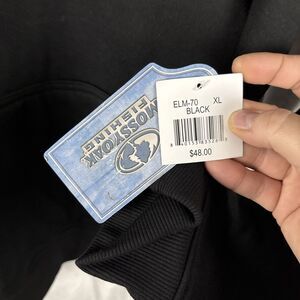 MOSSY OAK
FISHING
ELM-70 XL
BLACK
$48.00